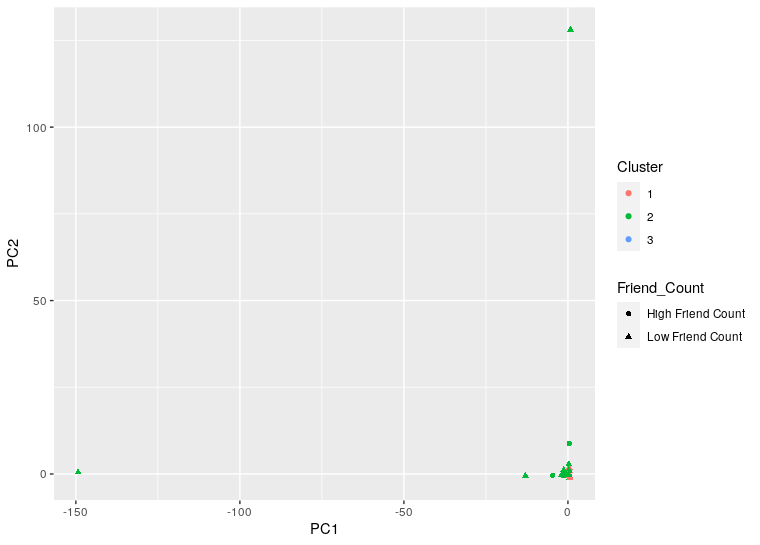 100
50
0
-150
-100
-50
0
PC1
PC2
Cluster
1
2
3
Friend_Count
High Friend Count
Low Friend Count